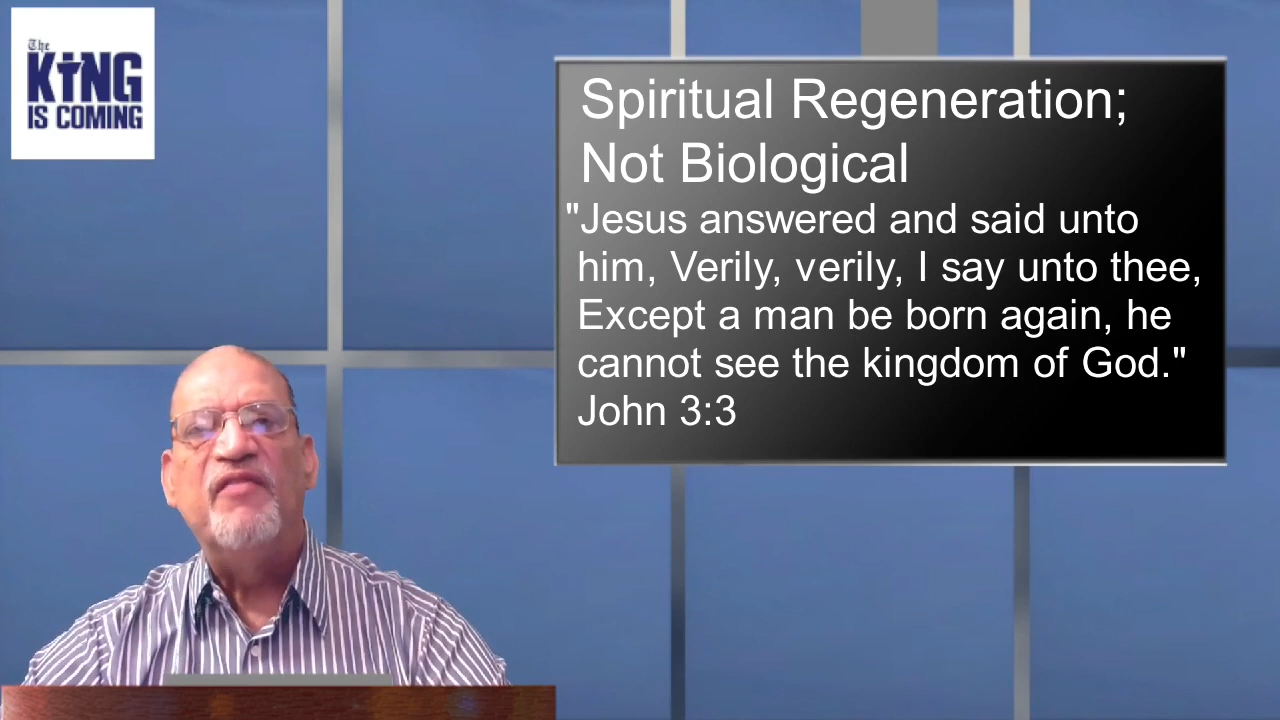 The
KING
IS COMING
Spiritual Regeneration;
Not Biological
"Jesus answered and said unto
him, Verily, verily, I say unto thee,
Except a man be born again, he
cannot see the kingdom of God."
John 3:3